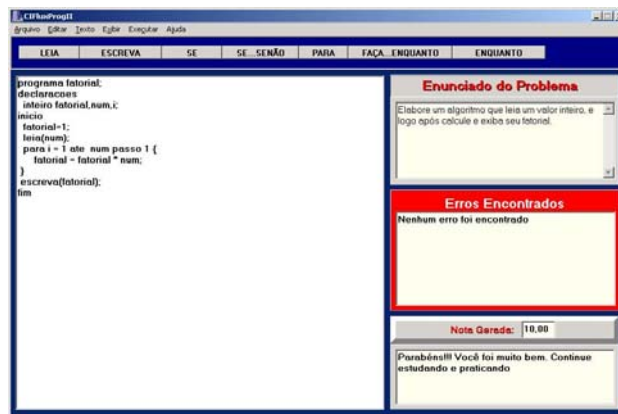 CIFluxProgII
Arquivo Editar Texto Exibir Executar Ajuda
LEIA ESCREVA SE SE...SENÃO PARA FAÇA...ENQUANTO ENQUANTO
programa fatorial;
declaracoes
inteiro fatorial,num,i;
inicio
fatorial=1;
leia(num);
para i = 1 ate num passo 1 {
fatorial = fatorial * num;
}
escreva(fatorial);
fim
Enunciado do Problema
Elabore um algoritmo que leia um valor inteiro, e
logo após calcule e exiba seu fatorial.
Erros Encontrados
Nenhum erro foi encontrado
Nota Gerada: 10,00
Parabéns!!! Você foi muito bem. Continue
estudando e praticando